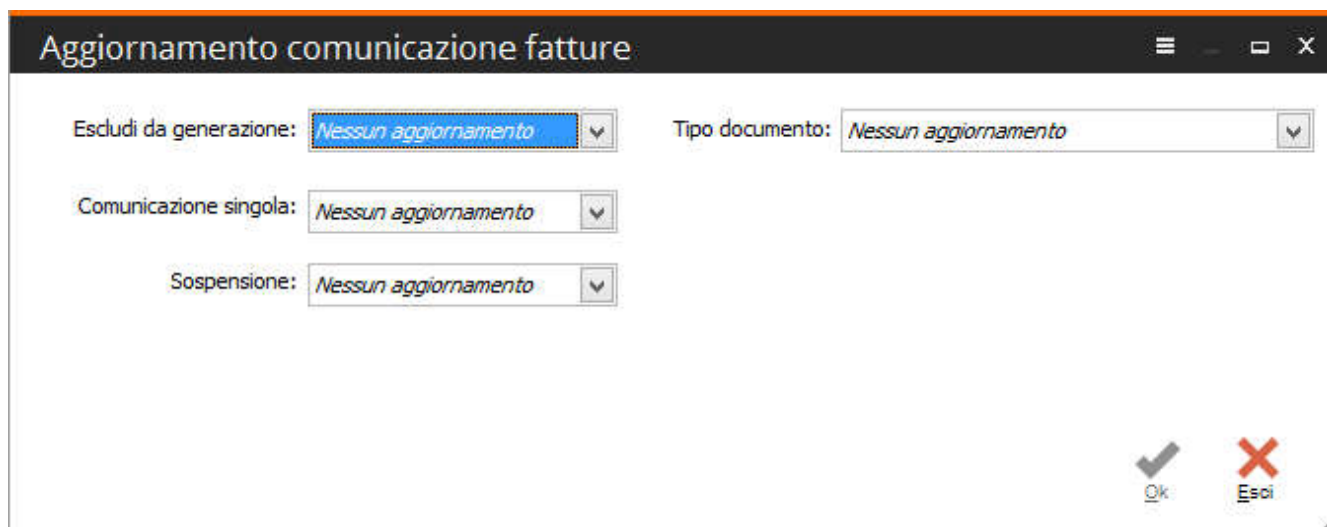 Aggiornamento comunicazione fatture
Escludi da generazione: Nessun aggiornamento Tipo documento: Nessun aggiornamento
Comunicazione singola: Nessun aggiornamento
Sospensione: Nessun aggiornamento
Ok Esci